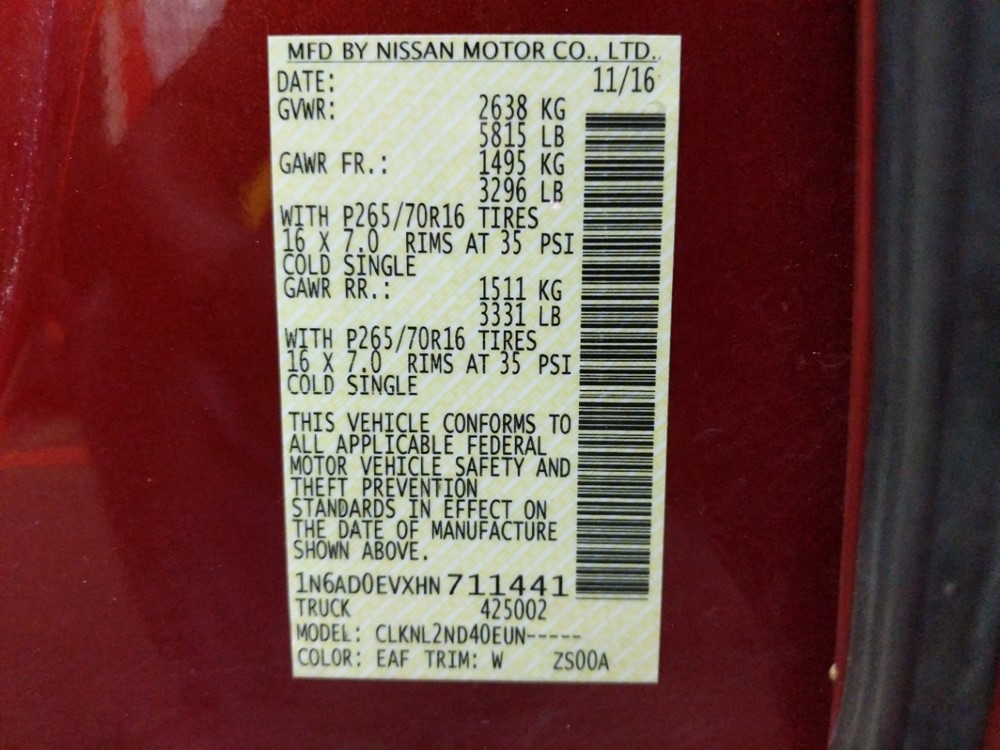 MFD BY NISSAN MOTOR CO., LTD.
DATE: 11/16
GVWR: 2638 KG
5815 LB
GAWR FR.: 1495 KG
3296 LB
WITH P265/70R16 TIRES
16 X 7.0 RIMS AT 35 PSI
COLD SINGLE
GAWR RR.: 1511 KG
3331 LB
WITH P265/70R16 TIRES
16 X 7.0 RIMS AT 35 PSI
COLD SINGLE
THIS VEHICLE CONFORMS TO
ALL APPLICABLE FEDERAL
MOTOR VEHICLE SAFETY AND
THEFT PREVENTION
STANDARDS IN EFFECT ON
THE DATE OF MANUFACTURE
SHOWN ABOVE.
1N6AD0EVXHN711441
TRUCK 425002
MODEL: CLKNL2ND40EUN-----
COLOR: EAF TRIM: W ZS00A